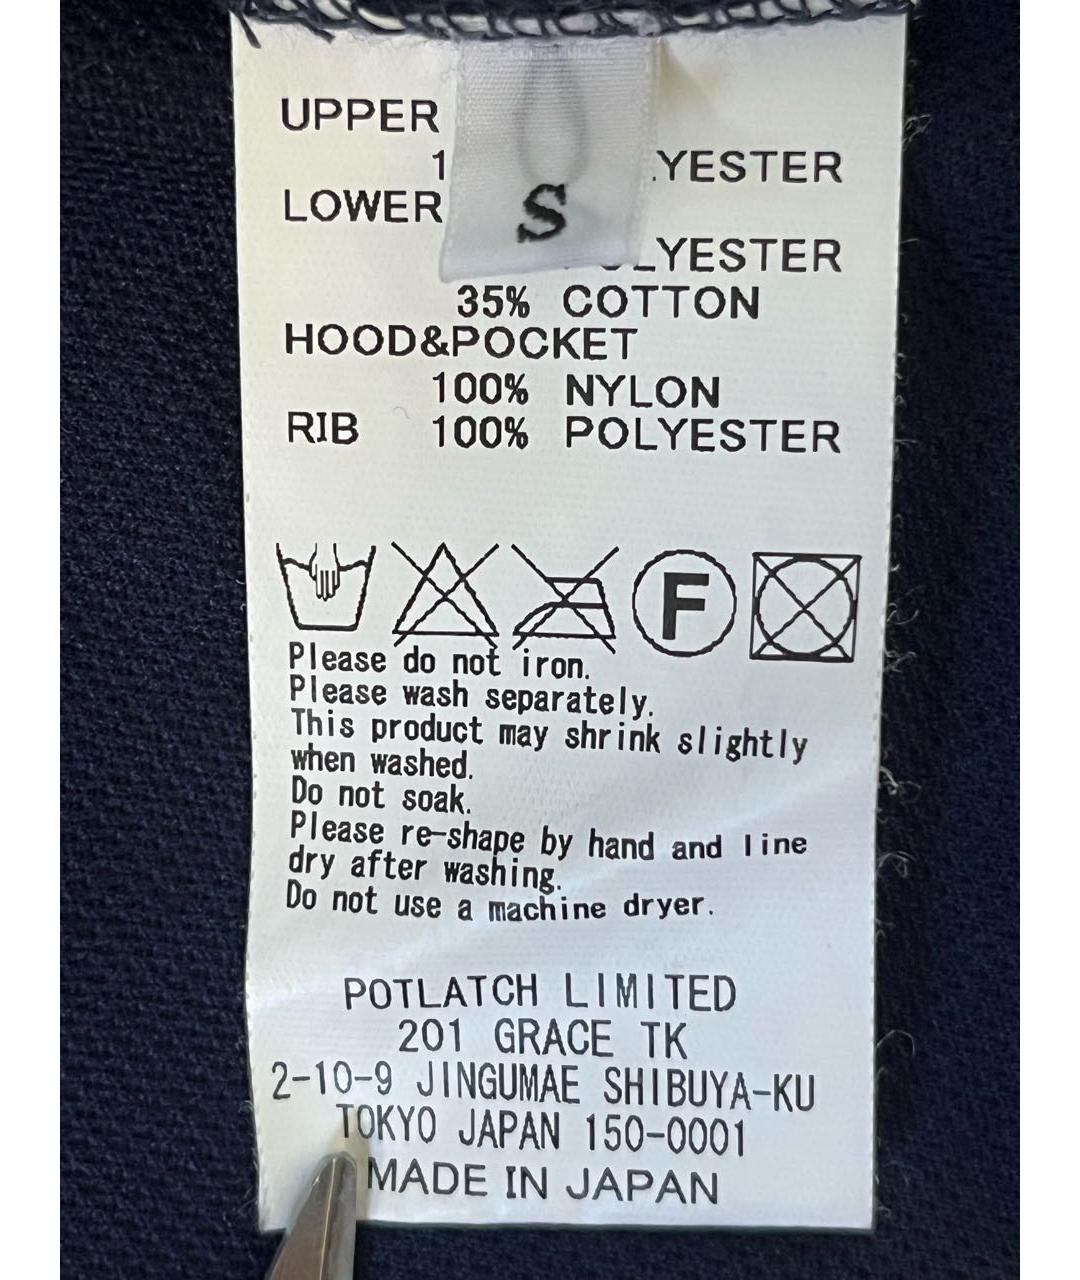 UPPER
S
LOWER
35% COTTON
HOOD&POCKET
100% NYLON
RIB 100% POLYESTER
F
Please do not iron.
Please wash separately.
This product may shrink slightly
when washed.
Do not soak.
Please re-shape by hand and line
dry after washing.
Do not use a machine dryer.
POTLATCH LIMITED
201 GRACE TK
2-10-9 JINGUMAE SHIBUYA-KU
TOKYO JAPAN 150-0001
MADE IN JAPAN